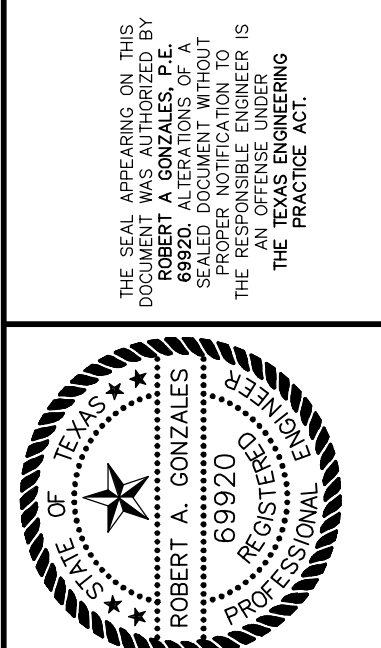 THE SEAL APPEARING ON THIS
DOCUMENT WAS AUTHORIZED BY
ROBERT A GONZALES, P.E.
69920. ALTERATIONS OF A
SEALED DOCUMENT WITHOUT
PROPER NOTIFICATION TO
THE RESPONSIBLE ENGINEER IS
AN OFFENSE UNDER
THE TEXAS ENGINEERING
PRACTICE ACT.
STATE OF TEXAS
ROBERT A. GONZALES
69920
REGISTERED
PROFESSIONAL ENGINEER